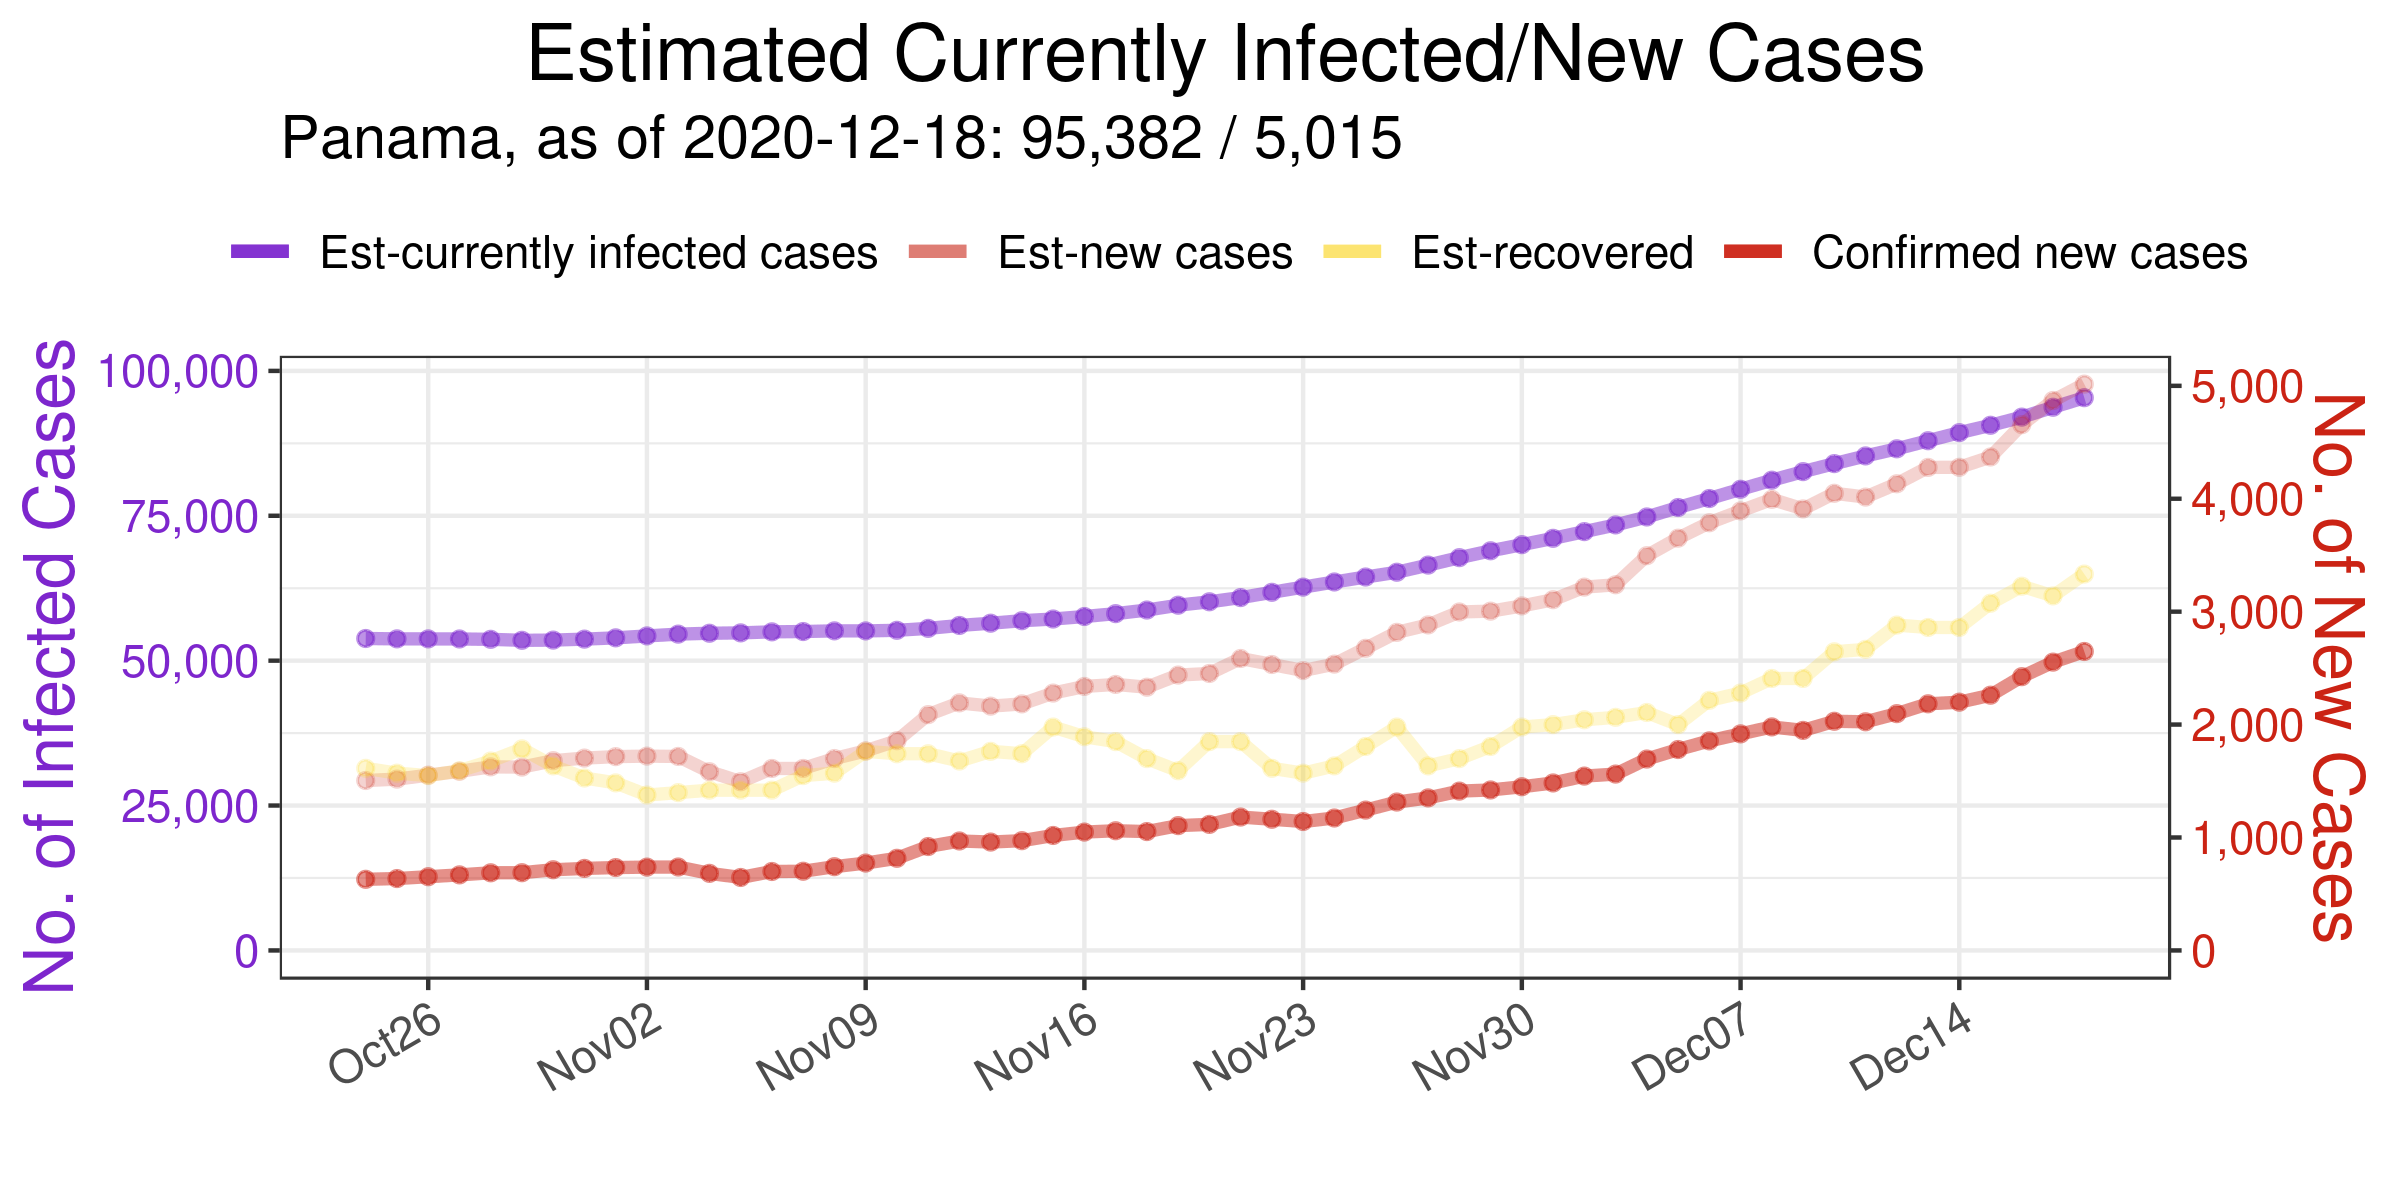 Estimated Currently Infected/New Cases
Panama, as of 2020-12-18: 95,382 / 5,015
Est-currently infected cases Est-new cases Est-recovered Confirmed new cases
No. of Infected Cases
100,000
75,000
50,000
25,000
0
5,000
4,000
3,000
2,000
1,000
0
No. of New Cases
Oct26 Nov02 Nov09 Nov16 Nov23 Nov30 Dec07 Dec14